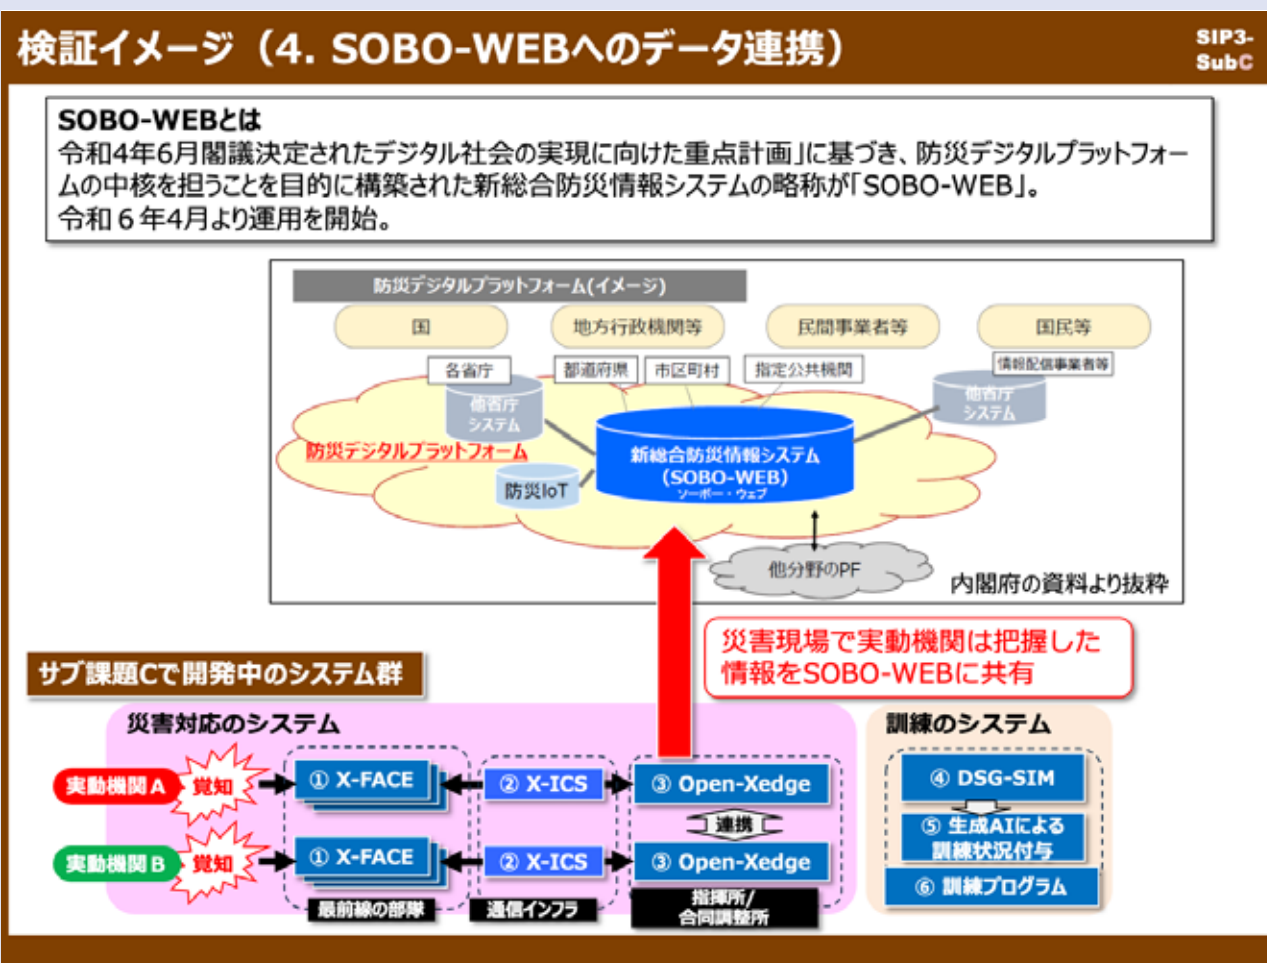 検証イメージ（4. SOBO-WEBへのデータ連携）
SIP3-
SubC
SOBO-WEBとは
令和4年6月閣議決定されたデジタル社会の実現に向けた重点計画」に基づき、防災デジタルプラットフォー
ムの中核を担うことを目的に構築された新総合防災情報システムの略称が「SOBO-WEB」。
令和６年4月より運用を開始。
防災デジタルプラットフォーム(イメージ)
国
地方行政機関等
民間事業者等
国民等
各省庁
都道府県
市区町村
指定公共機関
情報配信事業者等
他省庁
システム
他省庁
システム
防災デジタルプラットフォーム
新総合防災情報システム
（SOBO-WEB）
ソーボー・ウェブ
防災IoT
他分野のPF
内閣府の資料より抜粋
災害現場で実動機関は把握した
情報をSOBO-WEBに共有
サブ課題Cで開発中のシステム群
災害対応のシステム
訓練のシステム
実動機関A
覚知
① X-FACE
② X-ICS
③ Open-Xedge
連携
実動機関B
覚知
① X-FACE
② X-ICS
③ Open-Xedge
最前線の部隊
通信インフラ
指揮所/
合同調整所
④ DSG-SIM
⑤ 生成AIによる
訓練状況付与
⑥ 訓練プログラム